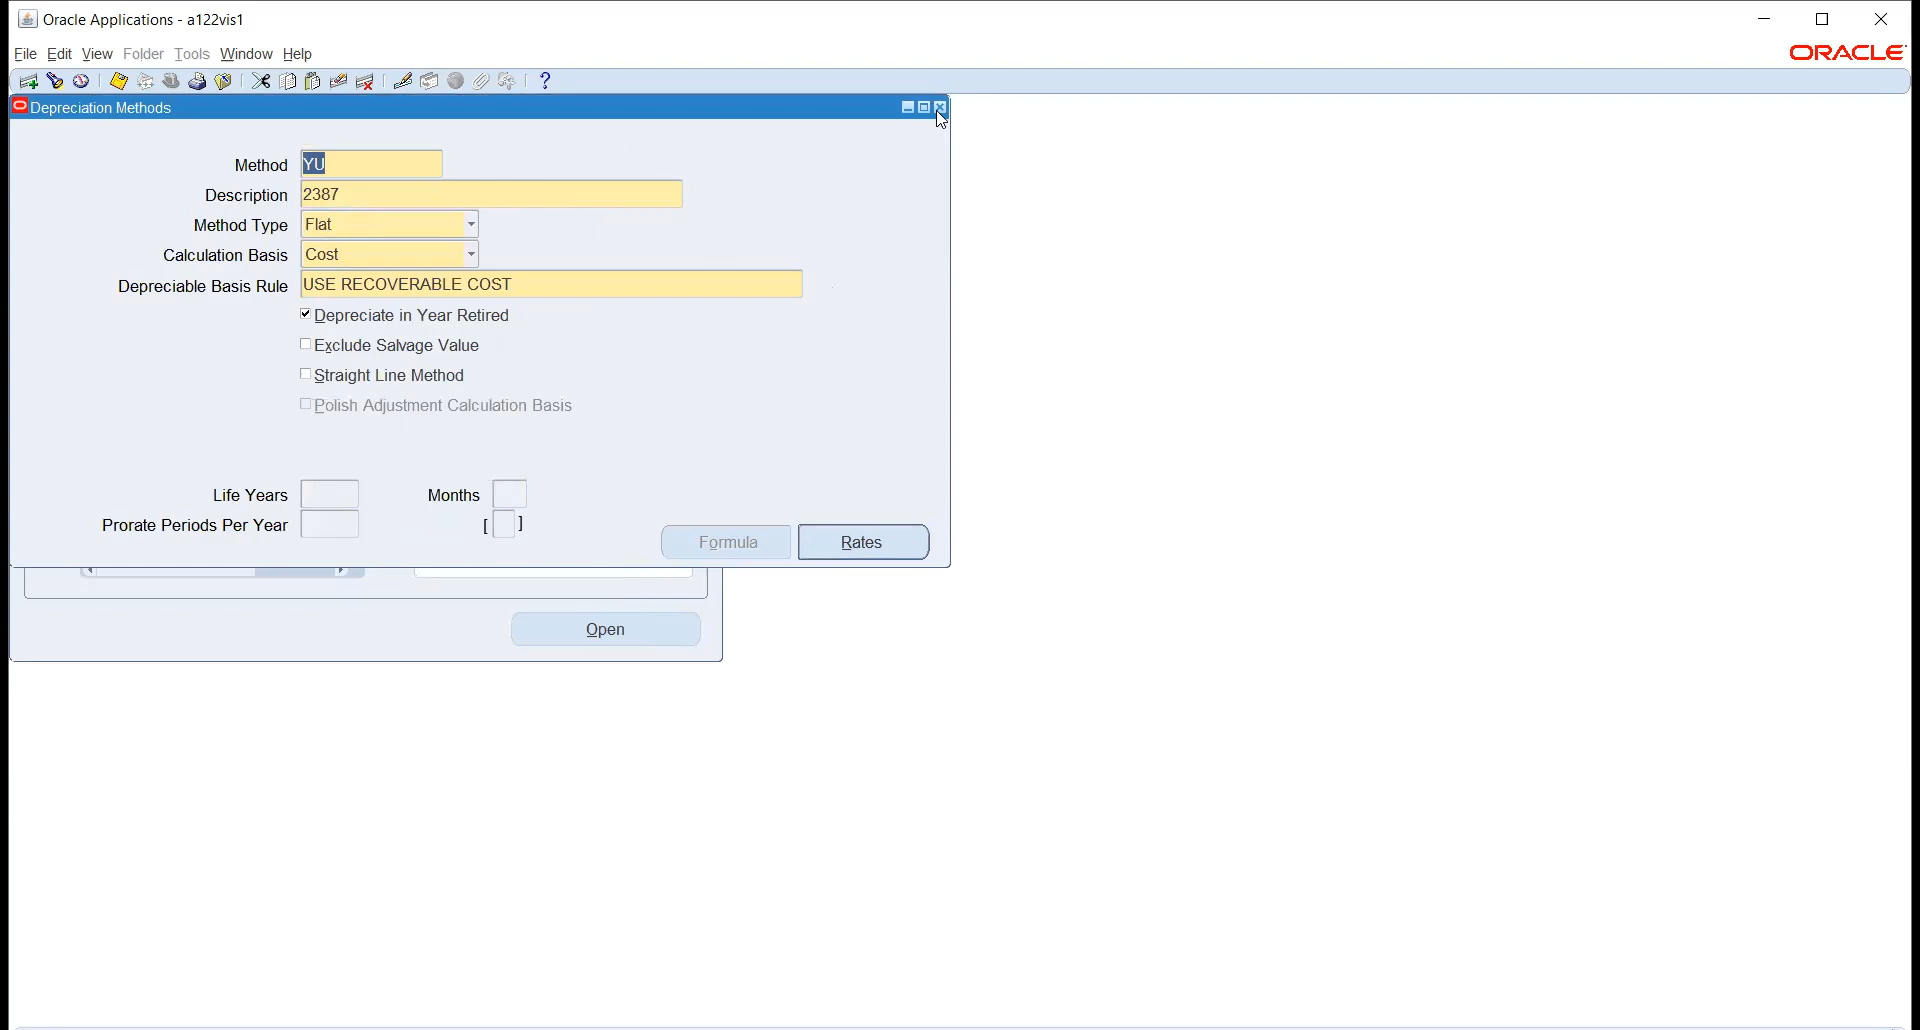 Oracle Applications - a122vis1
File Edit View Folder Tools Window Help
ORACLE
?
Depreciation Methods
Method YU
Description 2387
Method Type Flat
Calculation Basis Cost
Depreciable Basis Rule USE RECOVERABLE COST
Depreciate in Year Retired
Exclude Salvage Value
Straight Line Method
Polish Adjustment Calculation Basis
Life Years Months
Prorate Periods Per Year [ ]
Formula Rates
Open